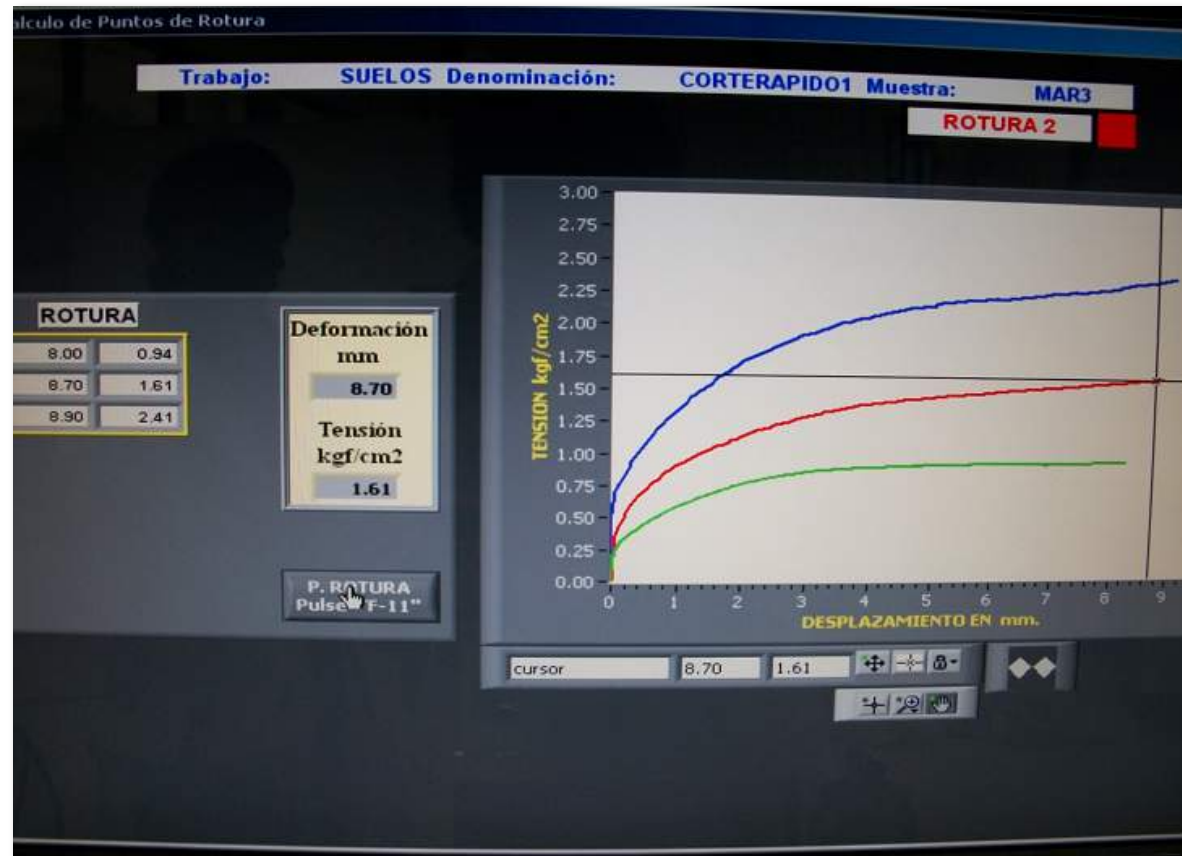 alculo de Puntos de Rotura
Trabajo: SUELOS Denominación: CORTERAPIDO1 Muestra: MAR3
ROTURA 2
ROTURA
8.00 0.94
8.70 1.61
8.90 2.41
Deformación
mm
8.70
Tensión
kgf/cm2
1.61
P. ROTURA
Pulse "F-11"
TENSION kgf/cm2
3.00
2.75
2.50
2.25
2.00
1.75
1.50
1.25
1.00
0.75
0.50
0.25
0.00
0 1 2 3 4 5 6 7 8 9
DESPLAZAMIENTO EN mm.
cursor 8.70 1.61